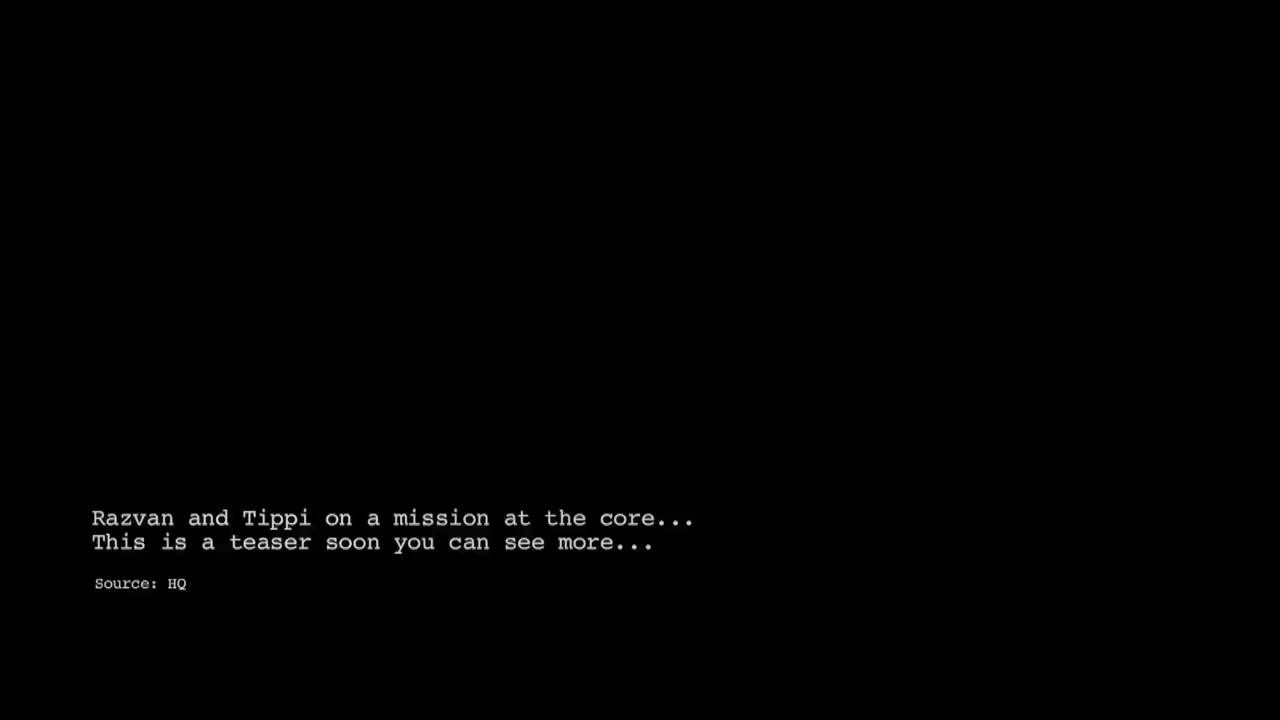 Razvan and Tippi on a mission at the core...
This is a teaser soon you can see more...
Source: HQ